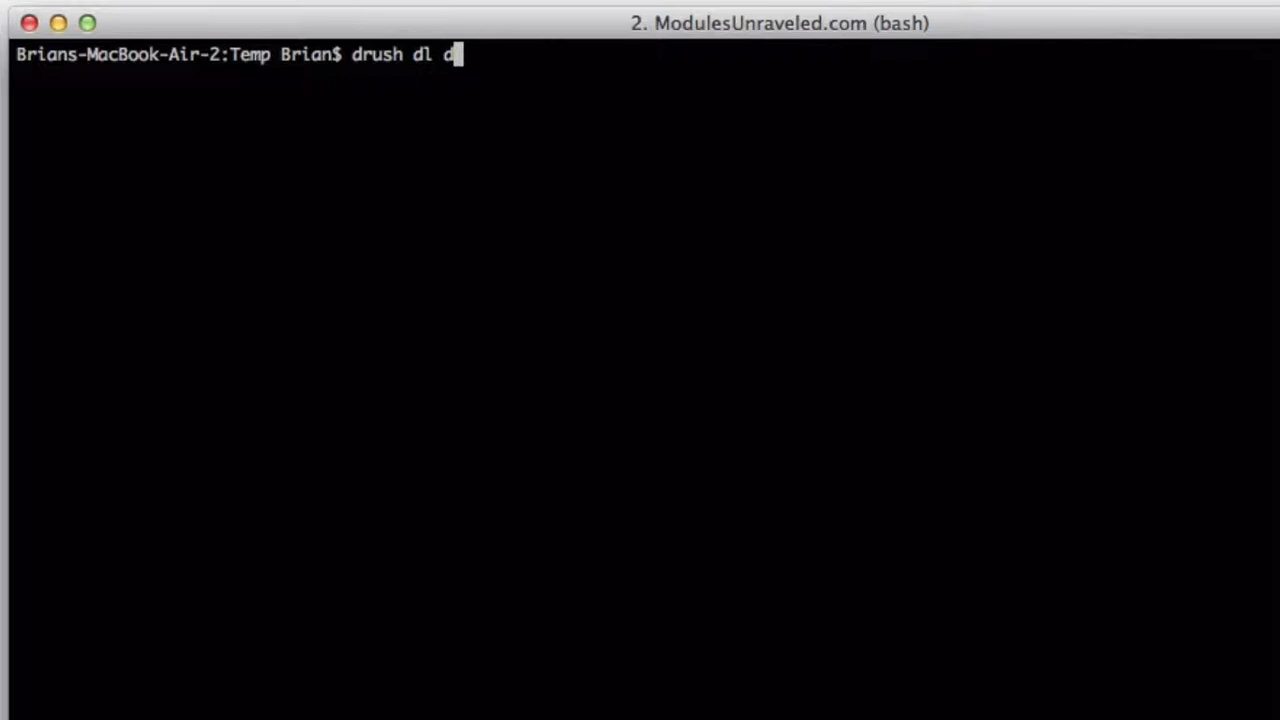 2. ModulesUnraveled.com (bash)
Brians-MacBook-Air-2:Temp Brian$ drush dl d